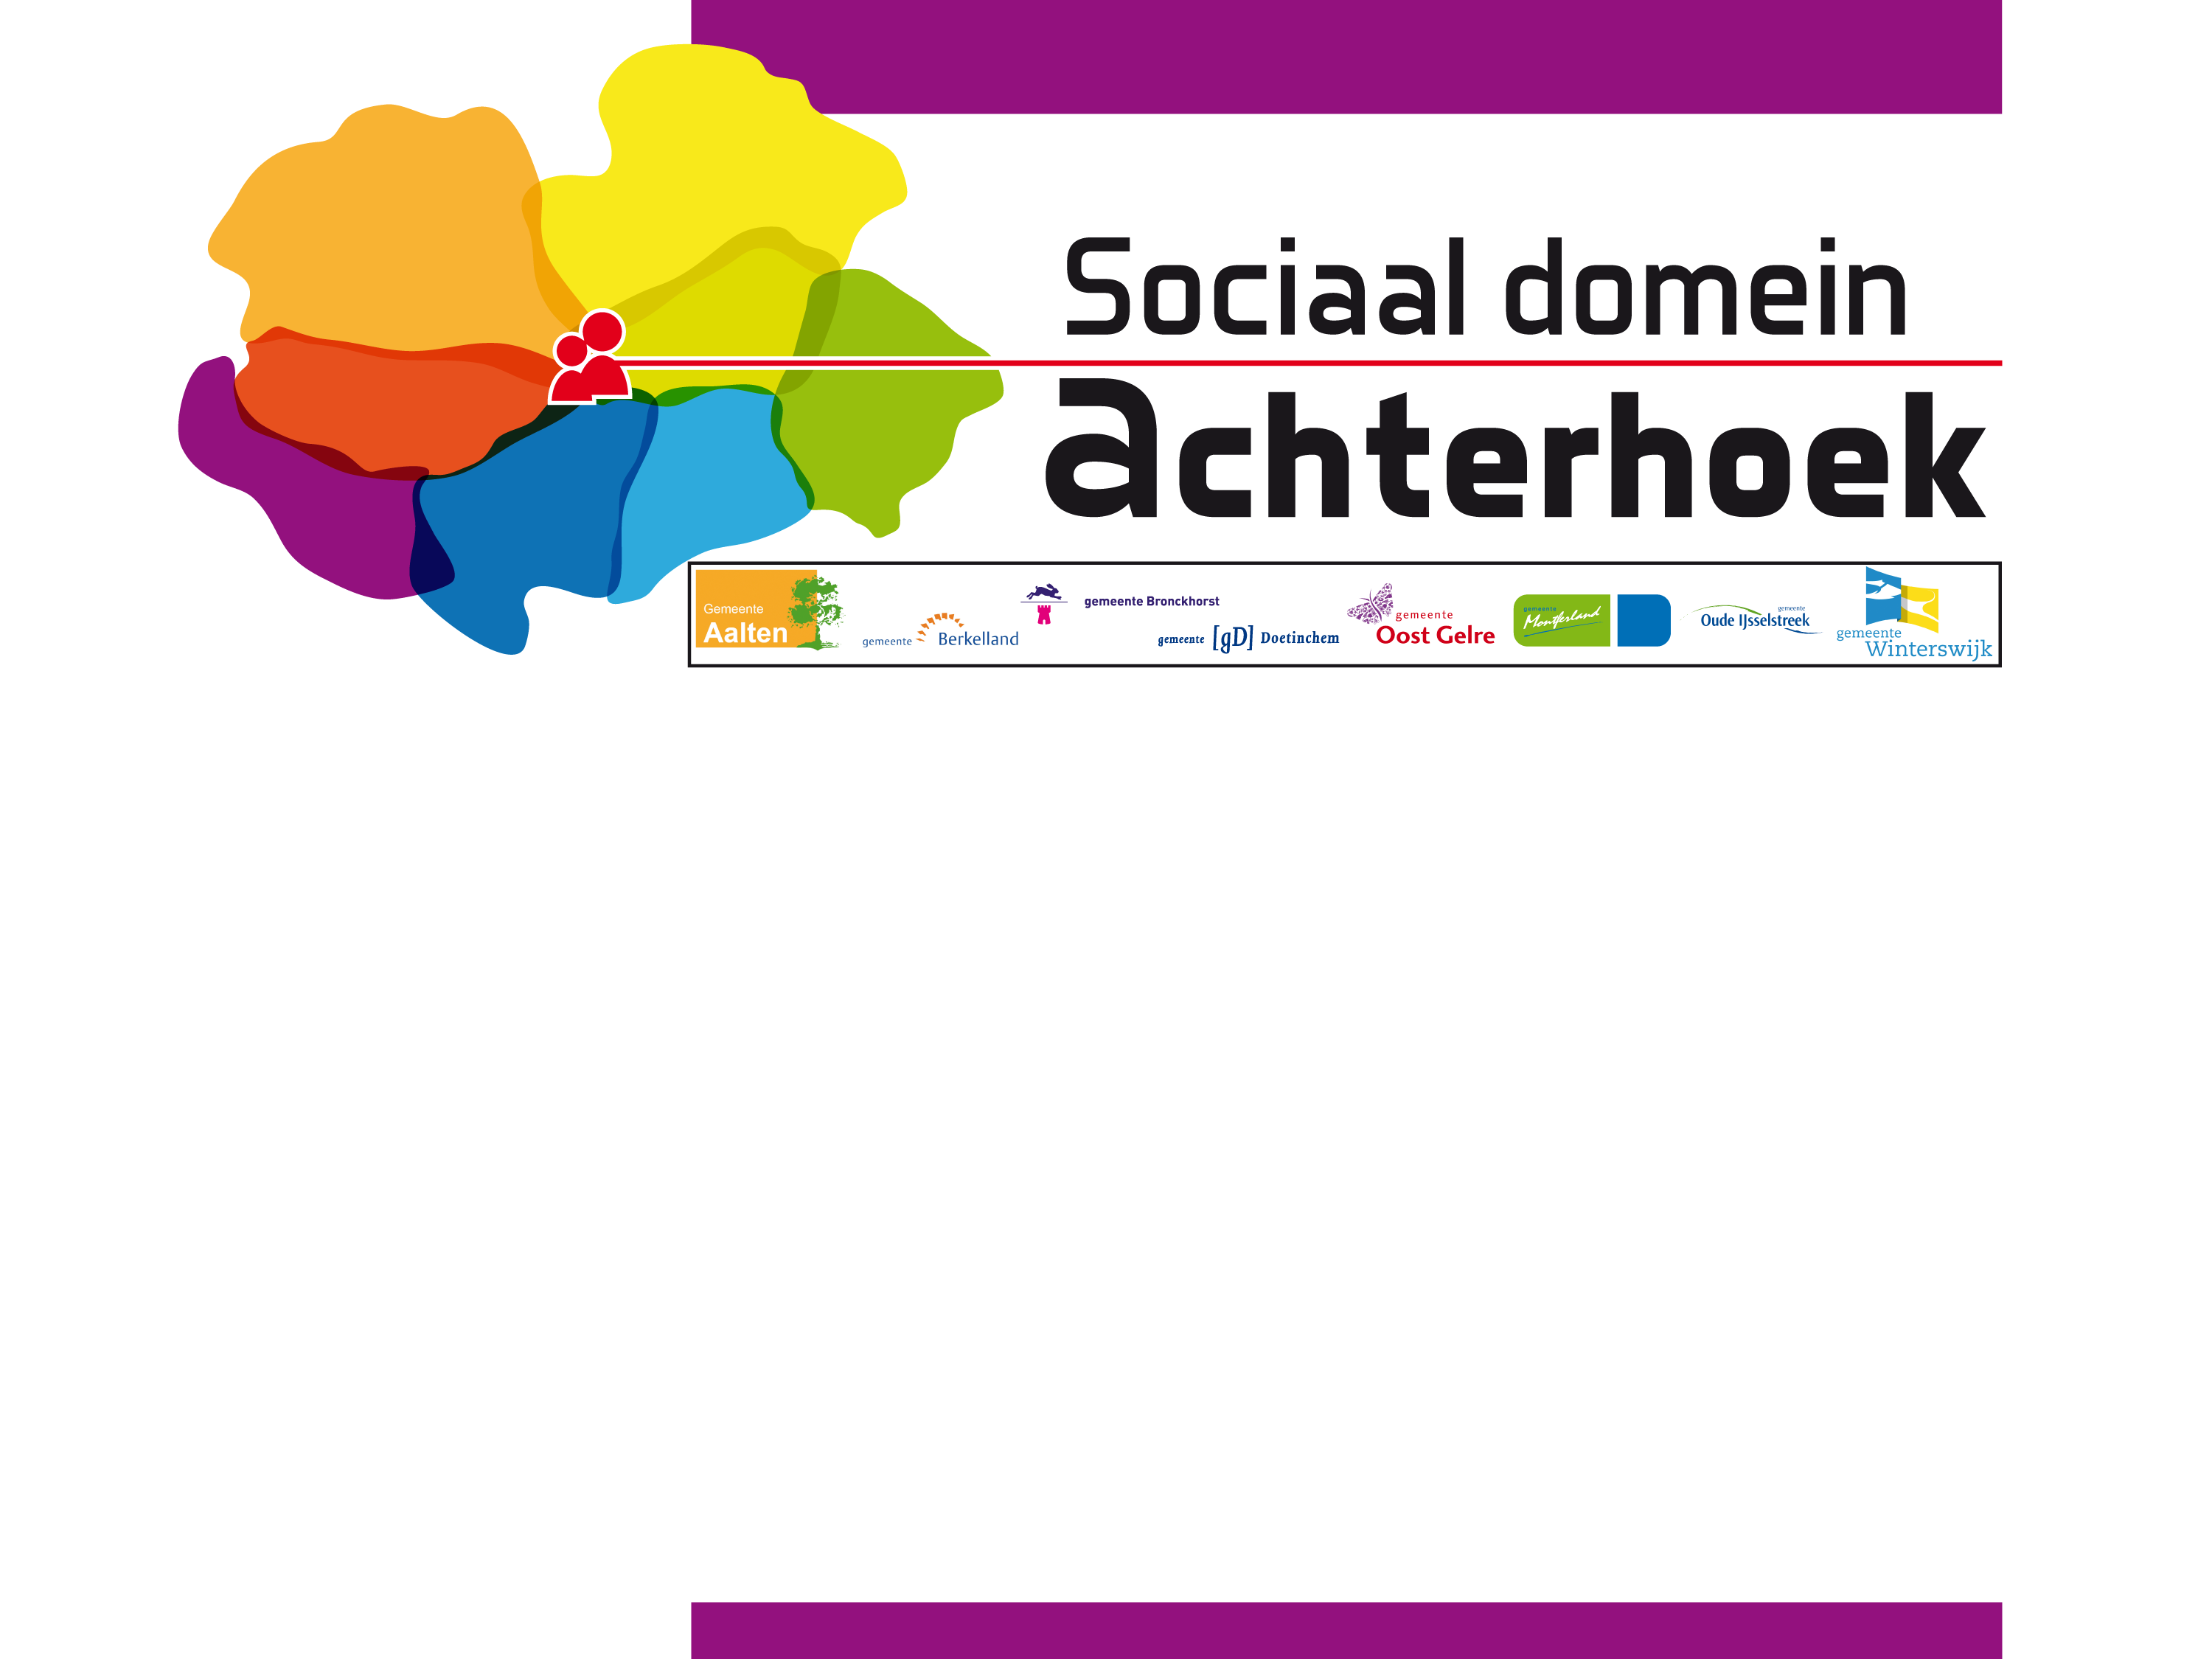 Sociaal domein
Achterhoek
Gemeente
Aalten
gemeente Berkelland
gemeente Bronckhorst
gemeente [gD] Doetinchem
gemeente
Oost Gelre
gemeente
Montferland
gemeente
Oude IJsselstreek
gemeente
Winterswijk